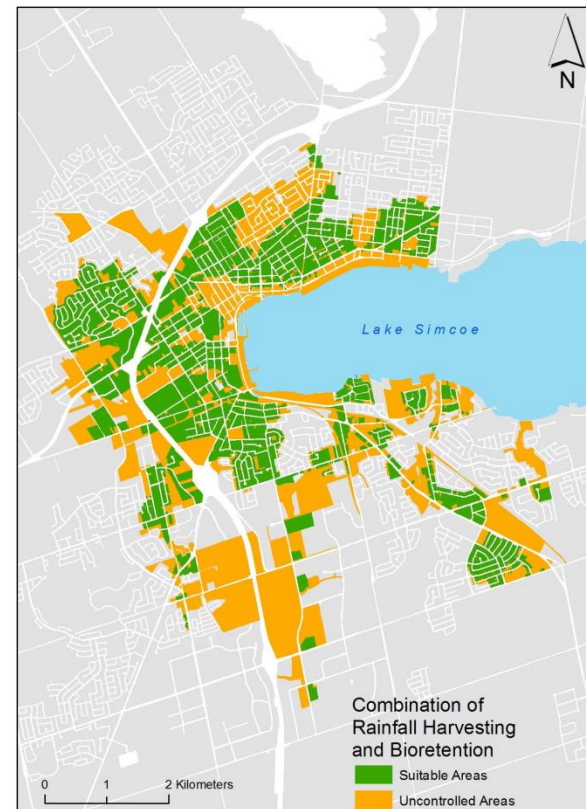 N
Lake Simcoe
Combination of
Rainfall Harvesting
and Bioretention
Suitable Areas
Uncontrolled Areas
0 1 2 Kilometers